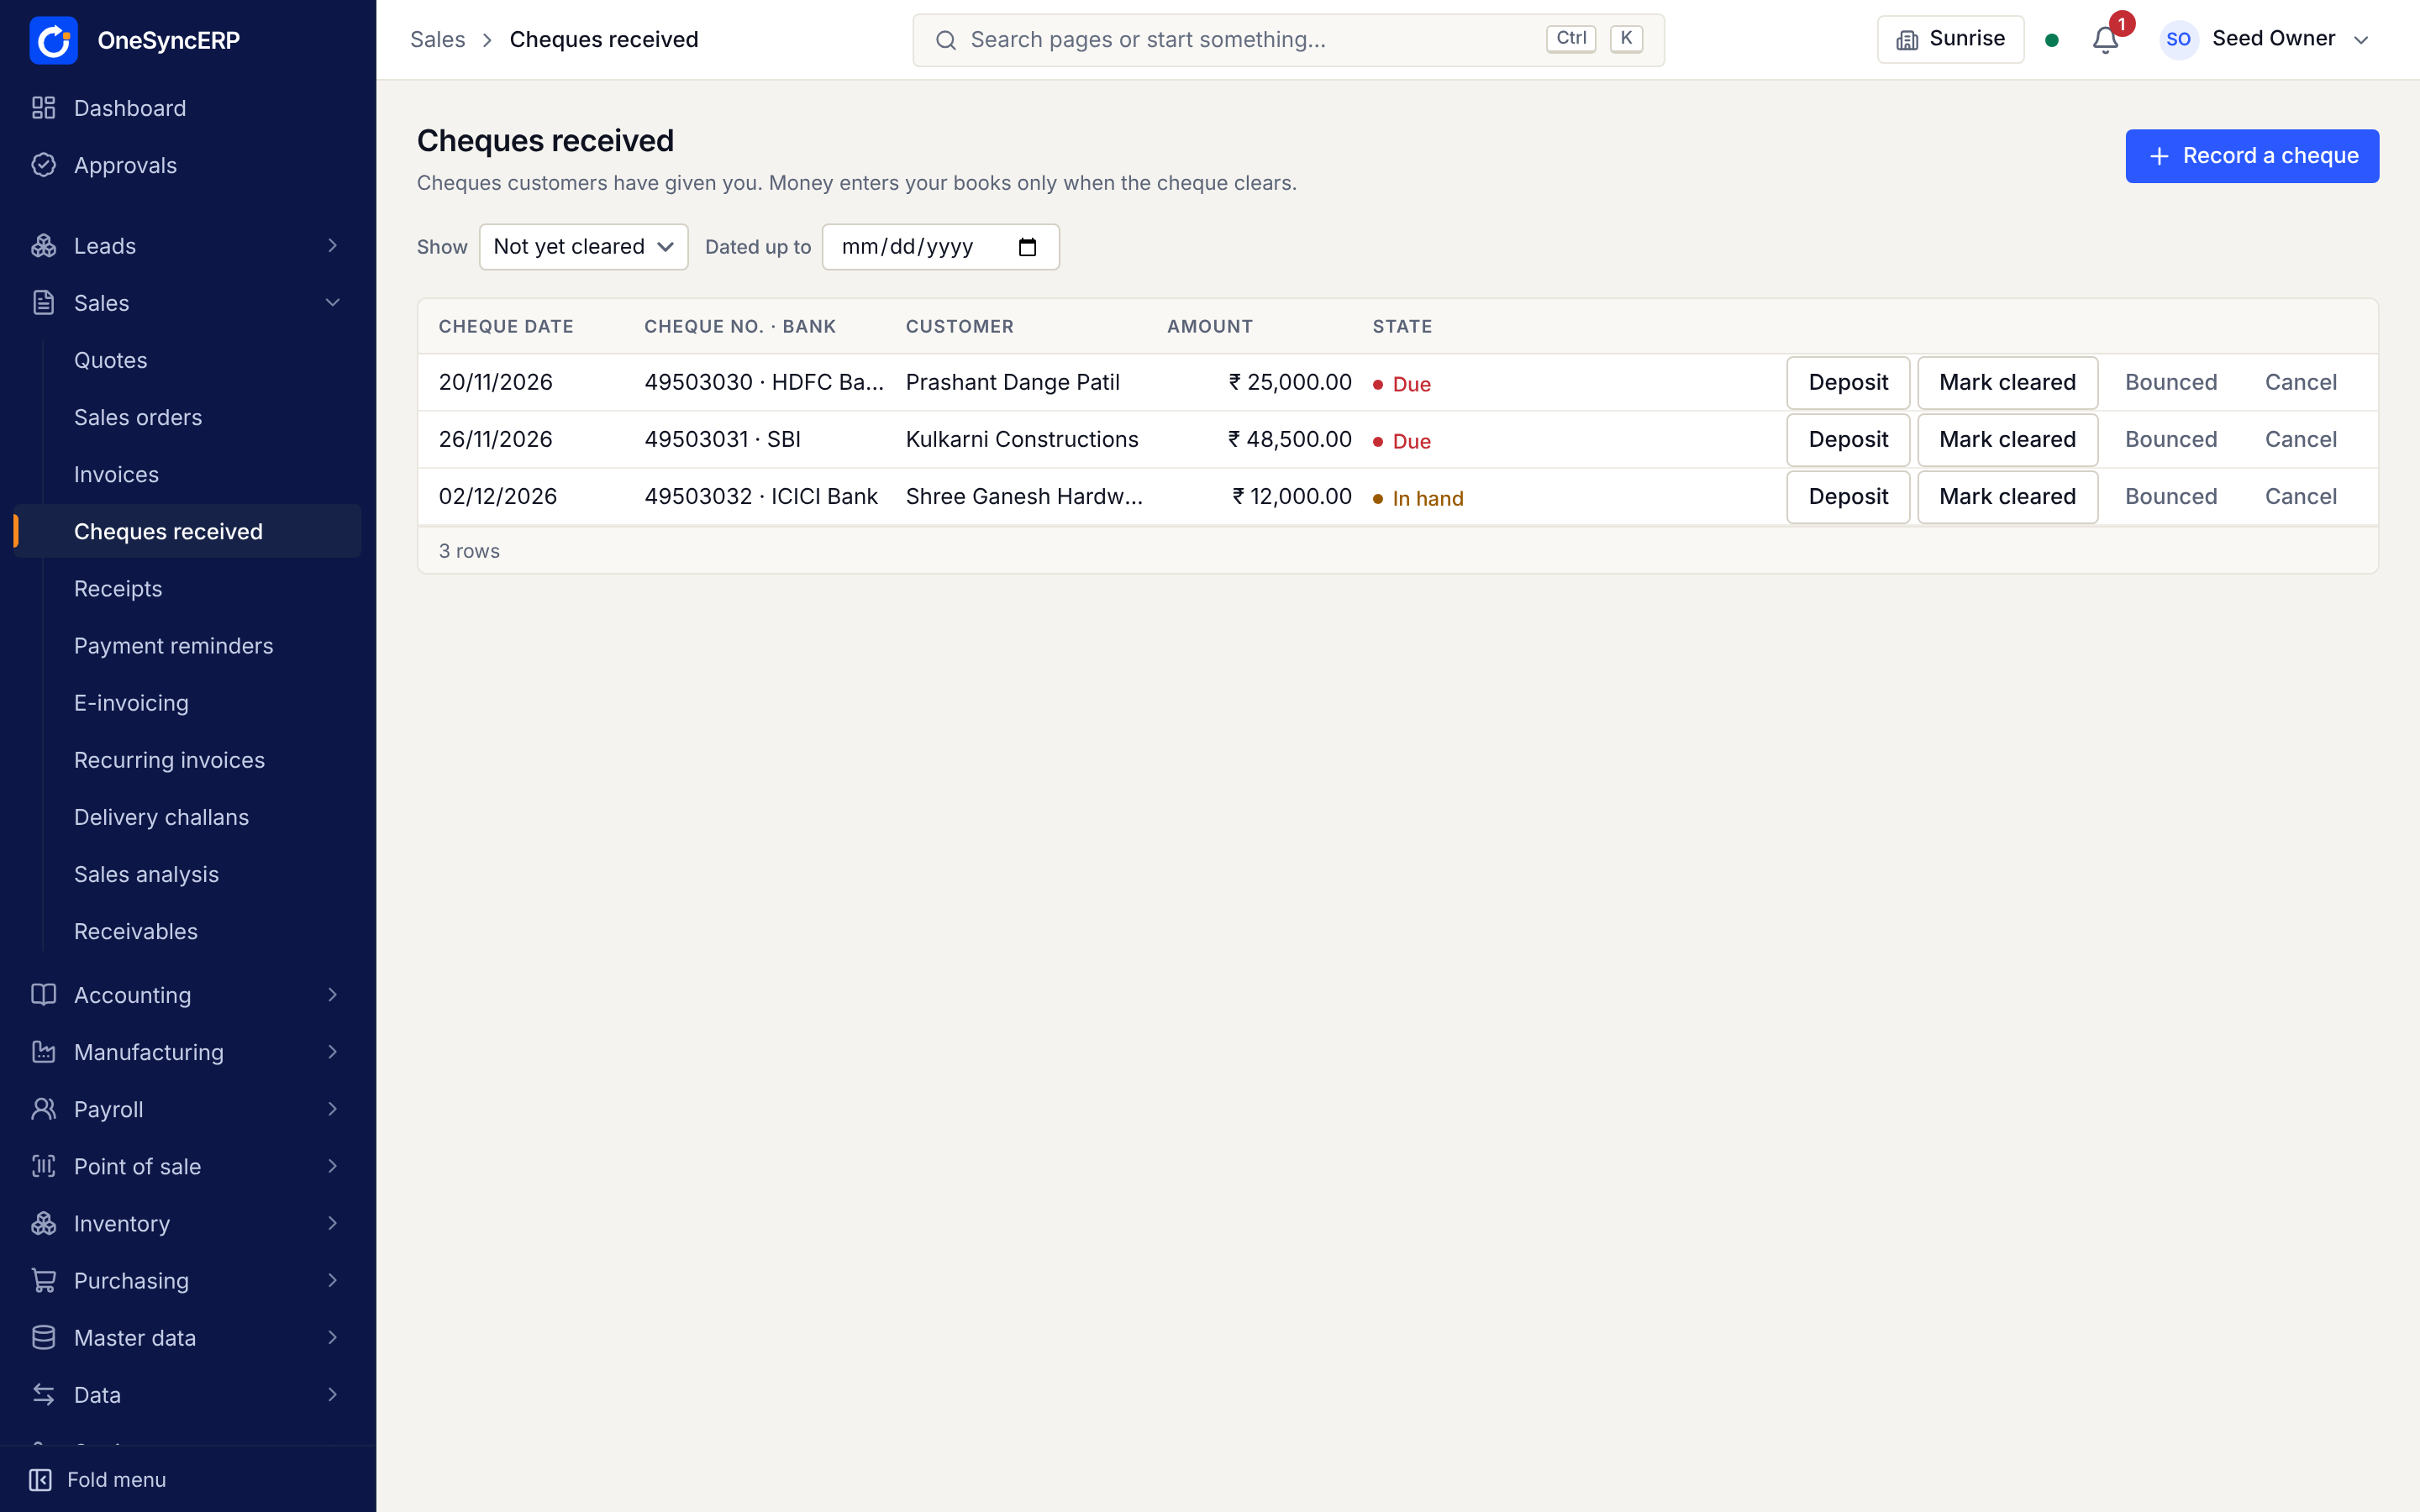 OneSyncERP
Dashboard
Approvals
Leads
Sales
Quotes
Sales orders
Invoices
Cheques received
Receipts
Payment reminders
E-invoicing
Recurring invoices
Delivery challans
Sales analysis
Receivables
Accounting
Manufacturing
Payroll
Point of sale
Inventory
Purchasing
Master data
Data
Fold menu
Sales > Cheques received
Search pages or start something... Ctrl K
Sunrise 1 SO Seed Owner
Cheques received
Cheques customers have given you. Money enters your books only when the cheque clears.
+ Record a cheque
Show Not yet cleared Dated up to mm/dd/yyyy
CHEQUE DATE CHEQUE NO. · BANK CUSTOMER AMOUNT STATE
20/11/2026 49503030 · HDFC Ba... Prashant Dange Patil ₹ 25,000.00 Due Deposit Mark cleared Bounced Cancel
26/11/2026 49503031 · SBI Kulkarni Constructions ₹ 48,500.00 Due Deposit Mark cleared Bounced Cancel
02/12/2026 49503032 · ICICI Bank Shree Ganesh Hardw... ₹ 12,000.00 In hand Deposit Mark cleared Bounced Cancel
3 rows